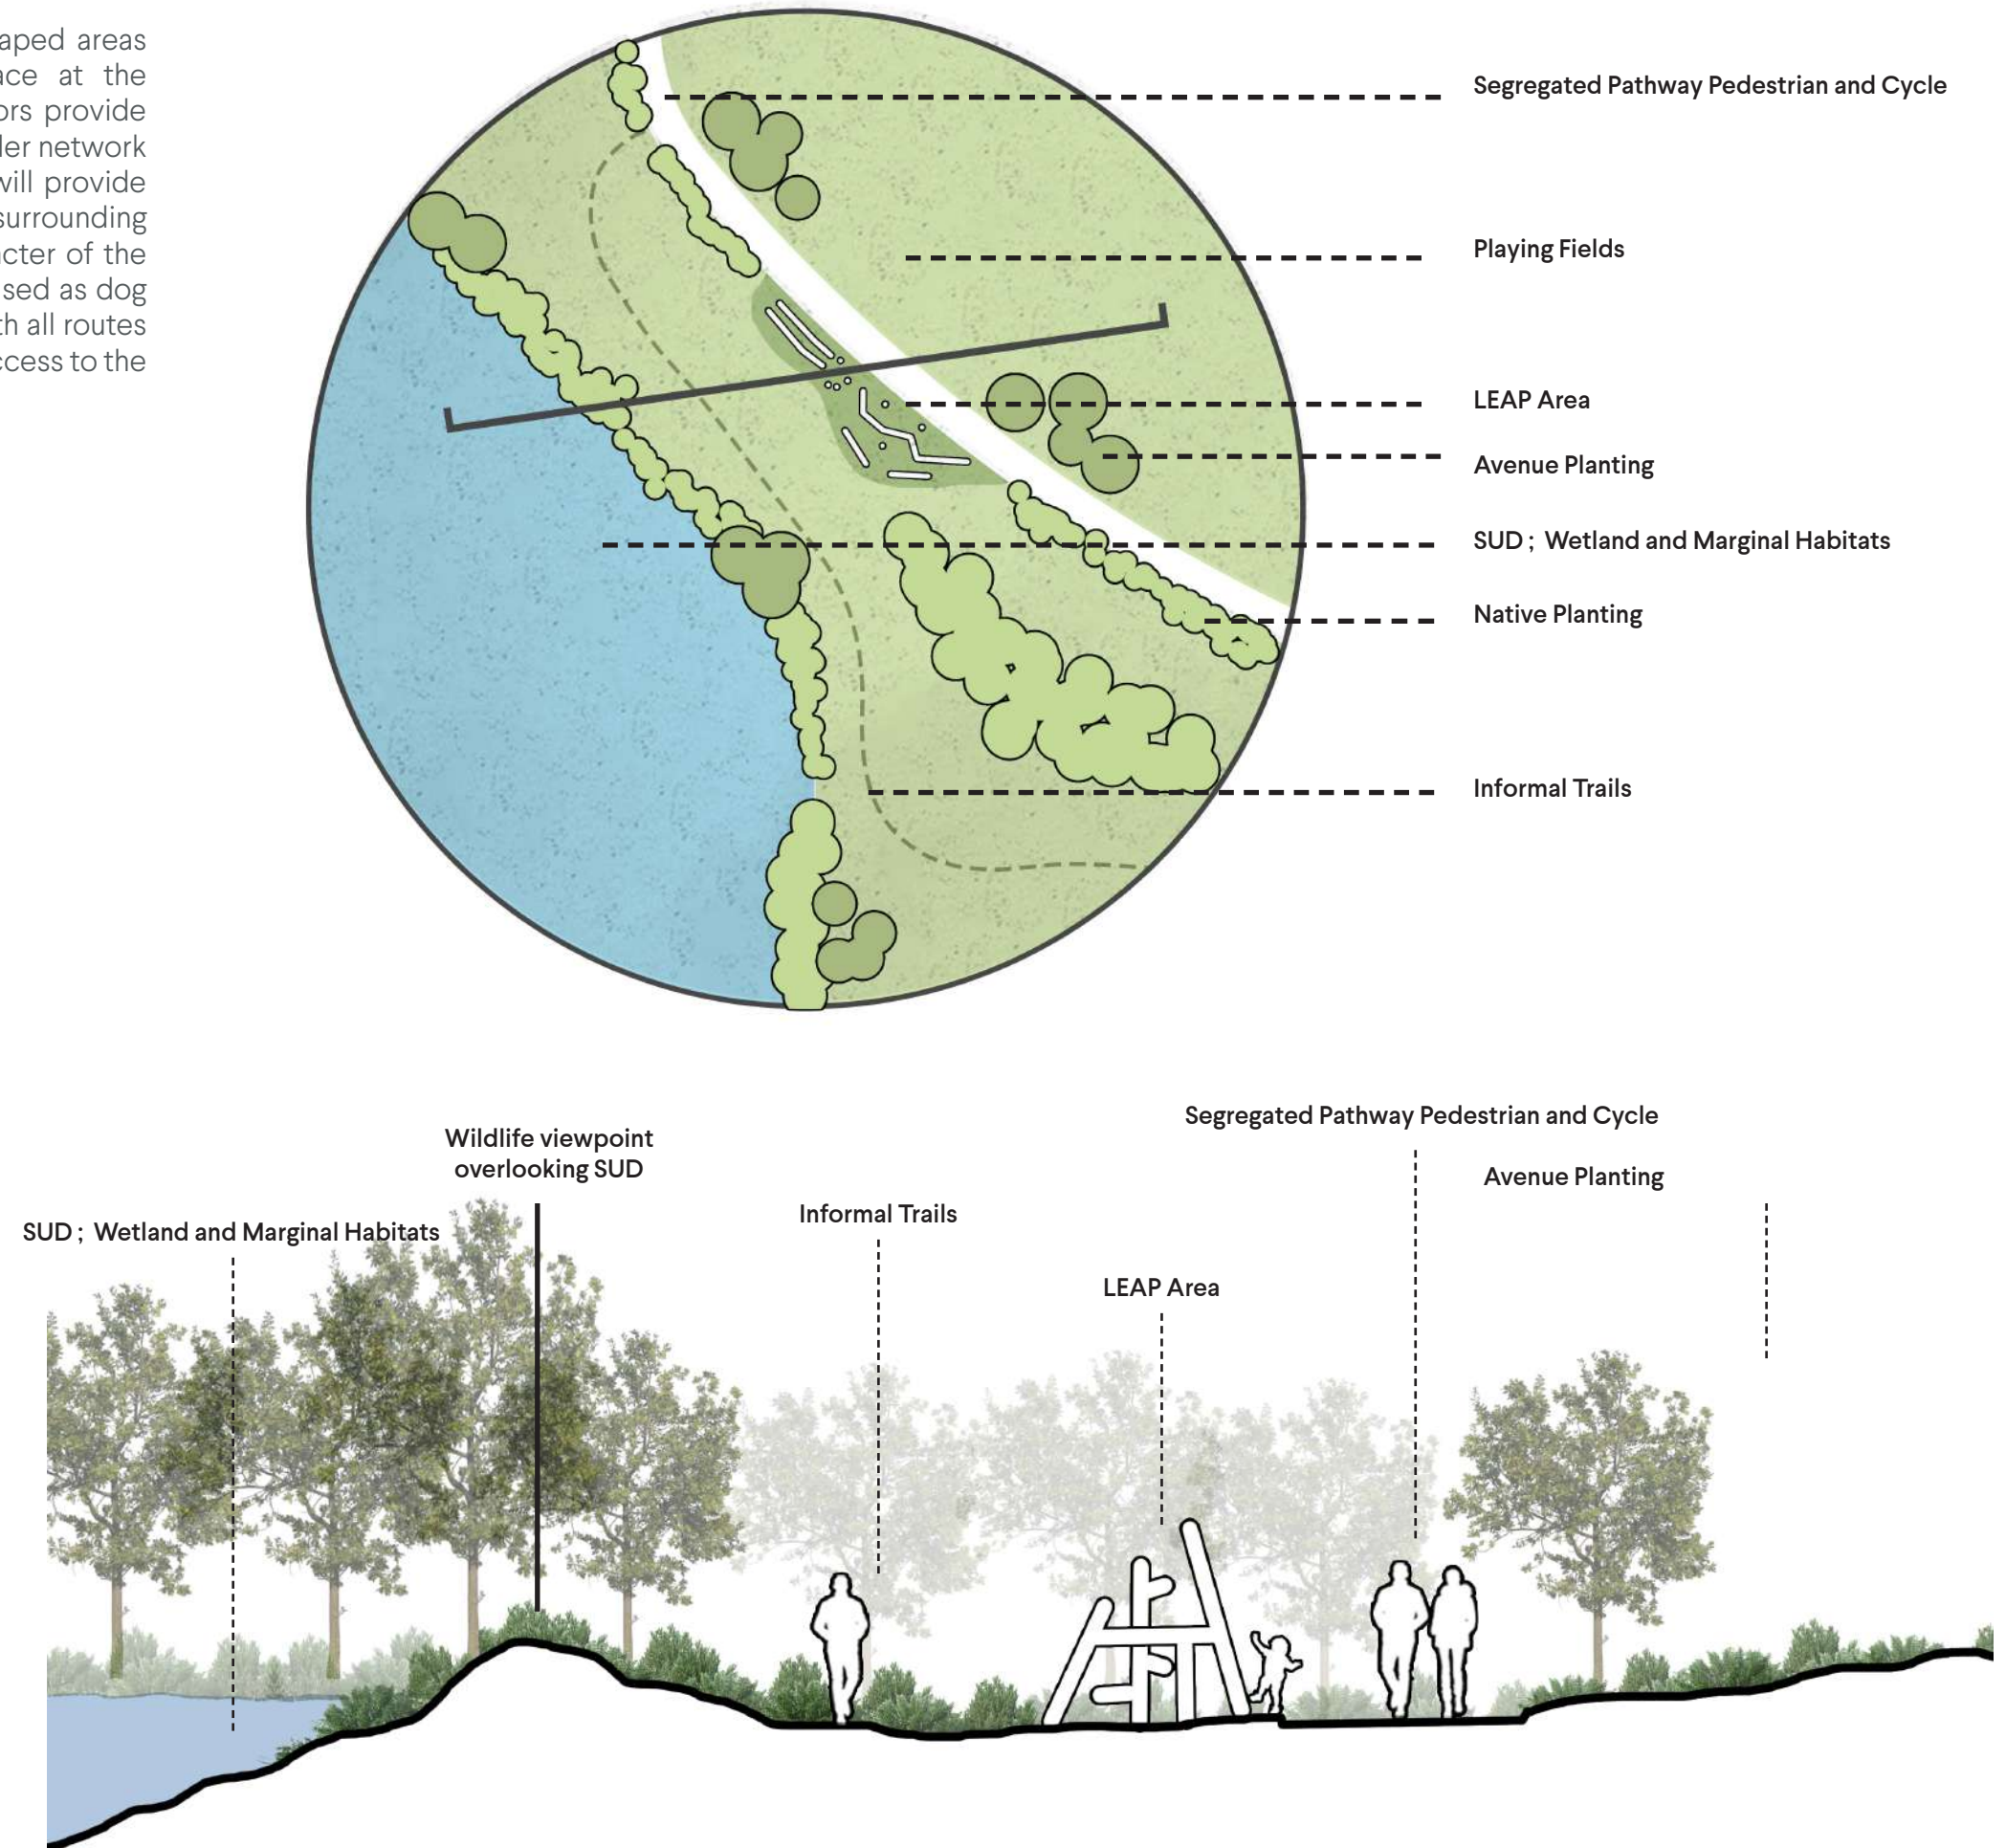 aped areas
ace at the
ors provide
ler network
will provide
surrounding
acter of the
sed as dog
th all routes
ccess to the
Segregated Pathway Pedestrian and Cycle
Playing Fields
LEAP Area
Avenue Planting
SUD ; Wetland and Marginal Habitats
Native Planting
Informal Trails
Segregated Pathway Pedestrian and Cycle
Wildlife viewpoint
overlooking SUD
Avenue Planting
Informal Trails
SUD ; Wetland and Marginal Habitats
LEAP Area